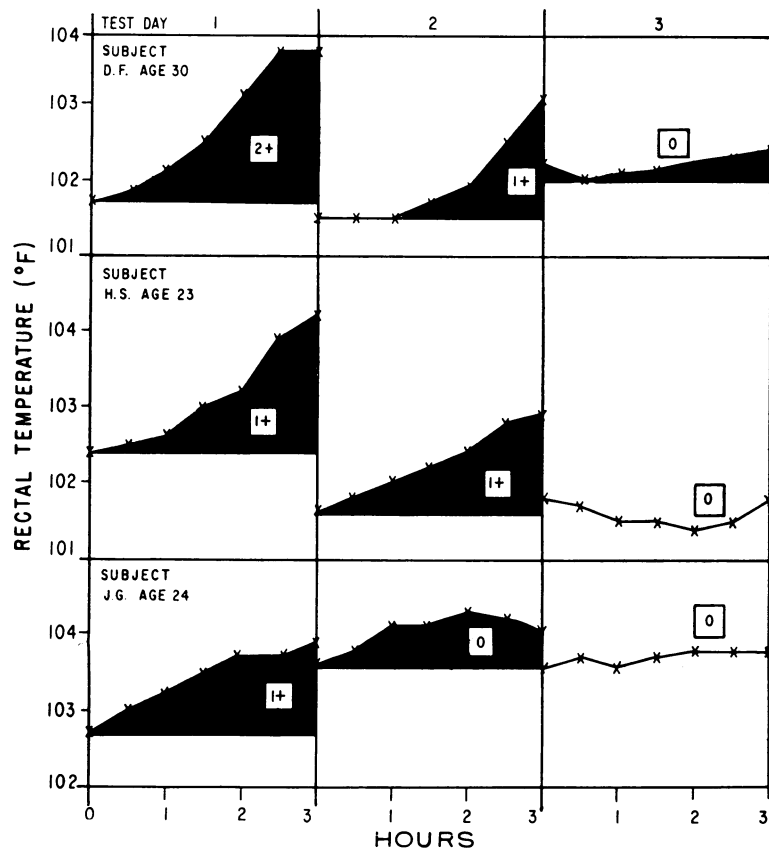 TEST DAY 1 2 3
104
SUBJECT
D.F. AGE 30
103
2+
1+
0
102
101
SUBJECT
H.S. AGE 23
104
103
1+
102
1+
0
101
SUBJECT
J.G. AGE 24
104
0
0
103
1+
102
0 1 2 3 1 2 3 1 2 3
HOURS
RECTAL TEMPERATURE (°F)